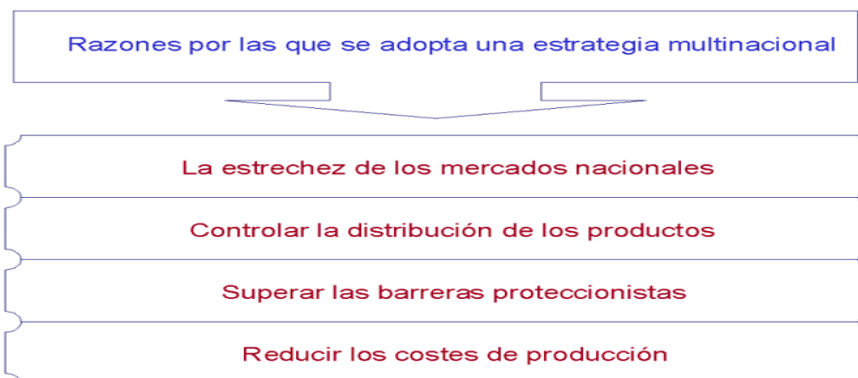 Razones por las que se adopta una estrategia multinacional
La estrechez de los mercados nacionales
Controlar la distribución de los productos
Superar las barreras proteccionistas
Reducir los costes de producción